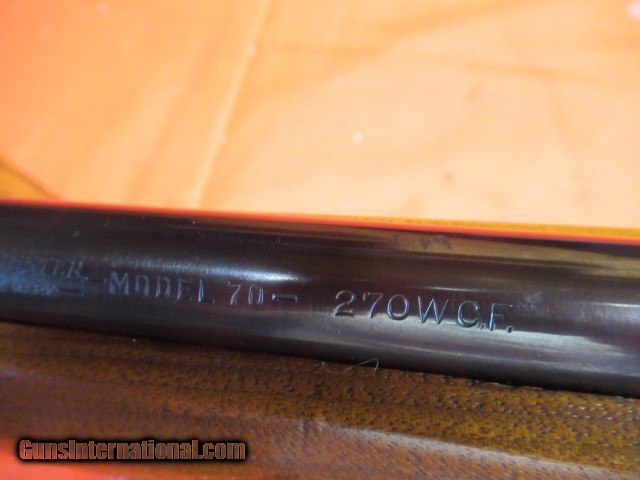 MODEL 70— 270 W.C.F.
GunsInternational.com